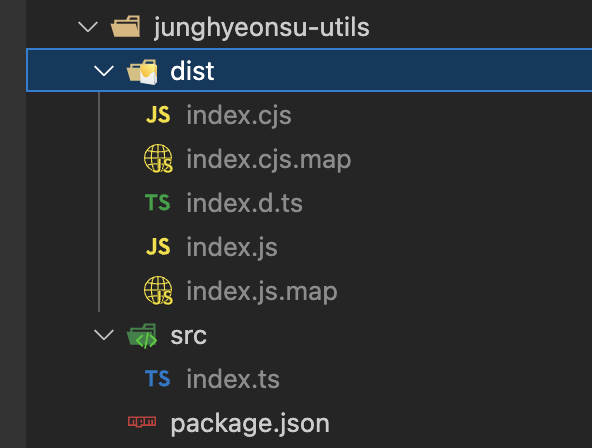 junghyeonsu-utils
dist
JS index.cjs
JS index.cjs.map
TS index.d.ts
JS index.js
JS index.js.map
src
TS index.ts
package.json